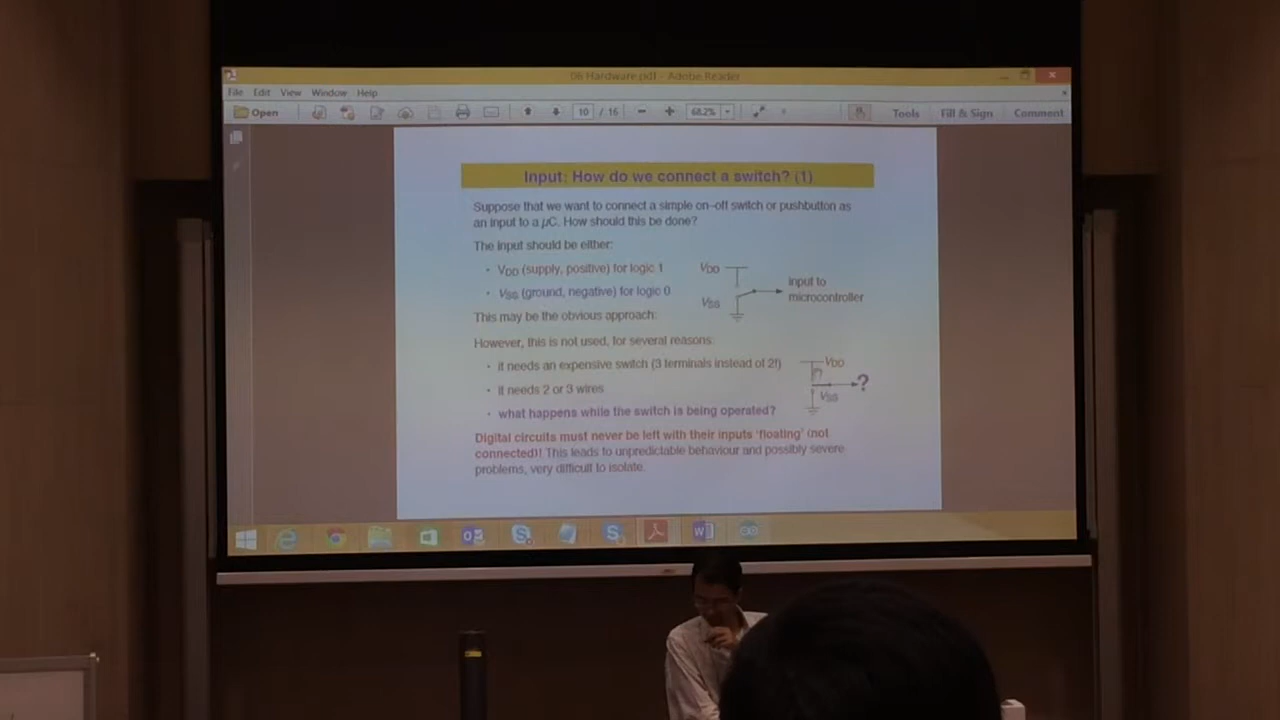 06 Hardware.pdf - Adobe Reader
File Edit View Window Help
Open 10 / 16 68.2% Tools Fill & Sign Comment
Input: How do we connect a switch? (1)
Suppose that we want to connect a simple on–off switch or pushbutton as
an input to a μC. How should this be done?
The input should be either:
• VDD (supply, positive) for logic 1
• VSS (ground, negative) for logic 0
This may be the obvious approach:
VDD
VSS
input to
microcontroller
However, this is not used, for several reasons:
• it needs an expensive switch (3 terminals instead of 2!)
• it needs 2 or 3 wires
• what happens while the switch is being operated?
VDD
?
VSS
Digital circuits must never be left with their inputs 'floating' (not
connected)! This leads to unpredictable behaviour and possibly severe
problems, very difficult to isolate.